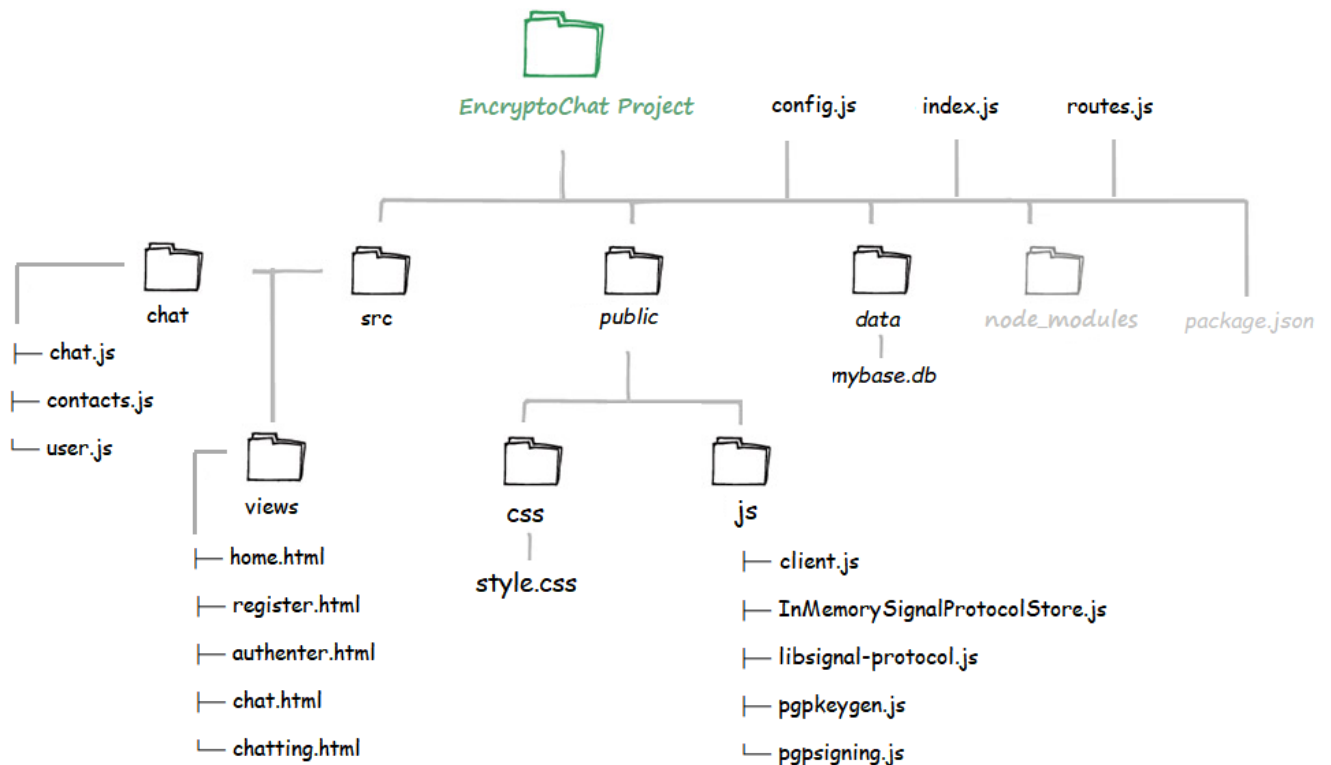 EncryptoChat Project
config.js
index.js
routes.js
chat
src
public
data
node_modules
package.json
chat.js
contacts.js
user.js
mybase.db
views
css
js
home.html
register.html
authenter.html
chat.html
chatting.html
style.css
client.js
InMemorySignalProtocolStore.js
libsignal-protocol.js
pgpkeygen.js
pgpsigning.js